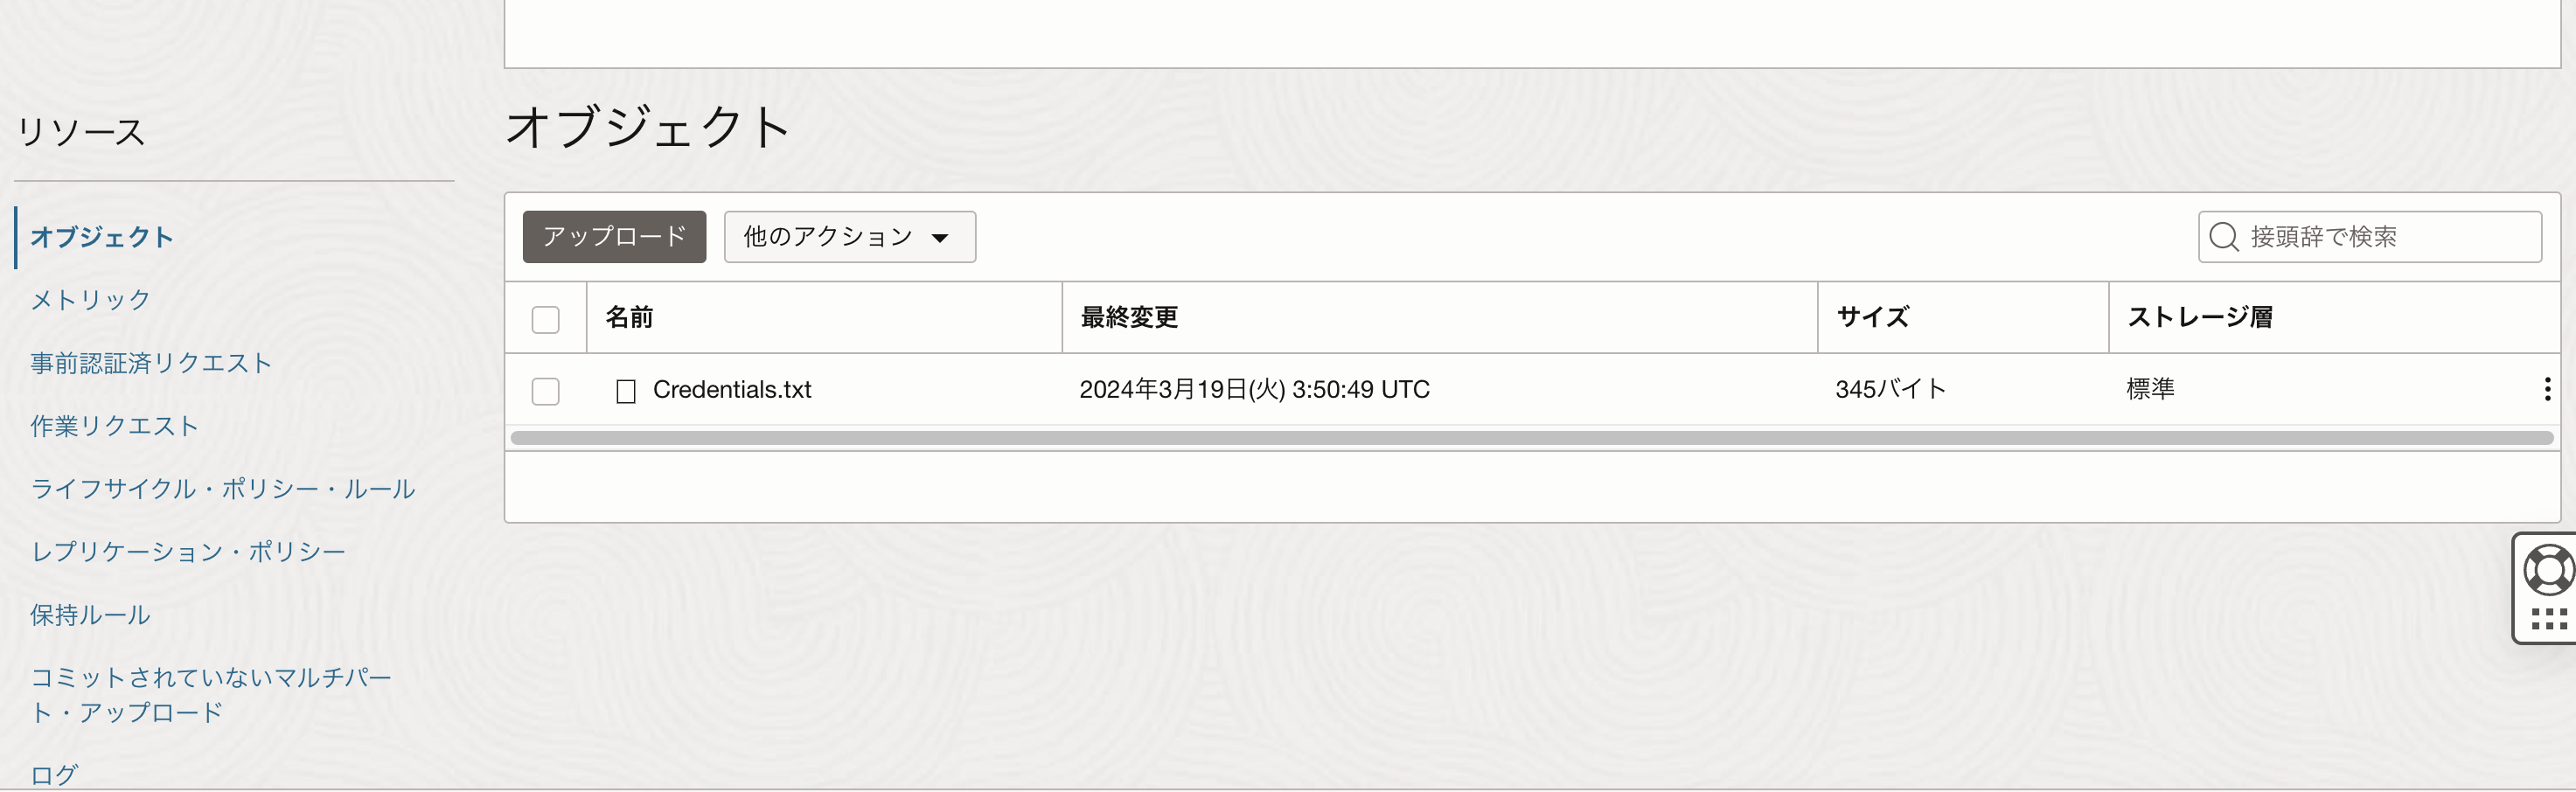 リソース
オブジェクト
メトリック
事前認証済リクエスト
作業リクエスト
ライフサイクル・ポリシー・ルール
レプリケーション・ポリシー
保持ルール
コミットされていないマルチパー
ト・アップロード
ログ
オブジェクト
アップロード 他のアクション 接頭辞で検索
名前 最終変更 サイズ ストレージ層
Credentials.txt 2024年3月19日(火) 3:50:49 UTC 345バイト 標準